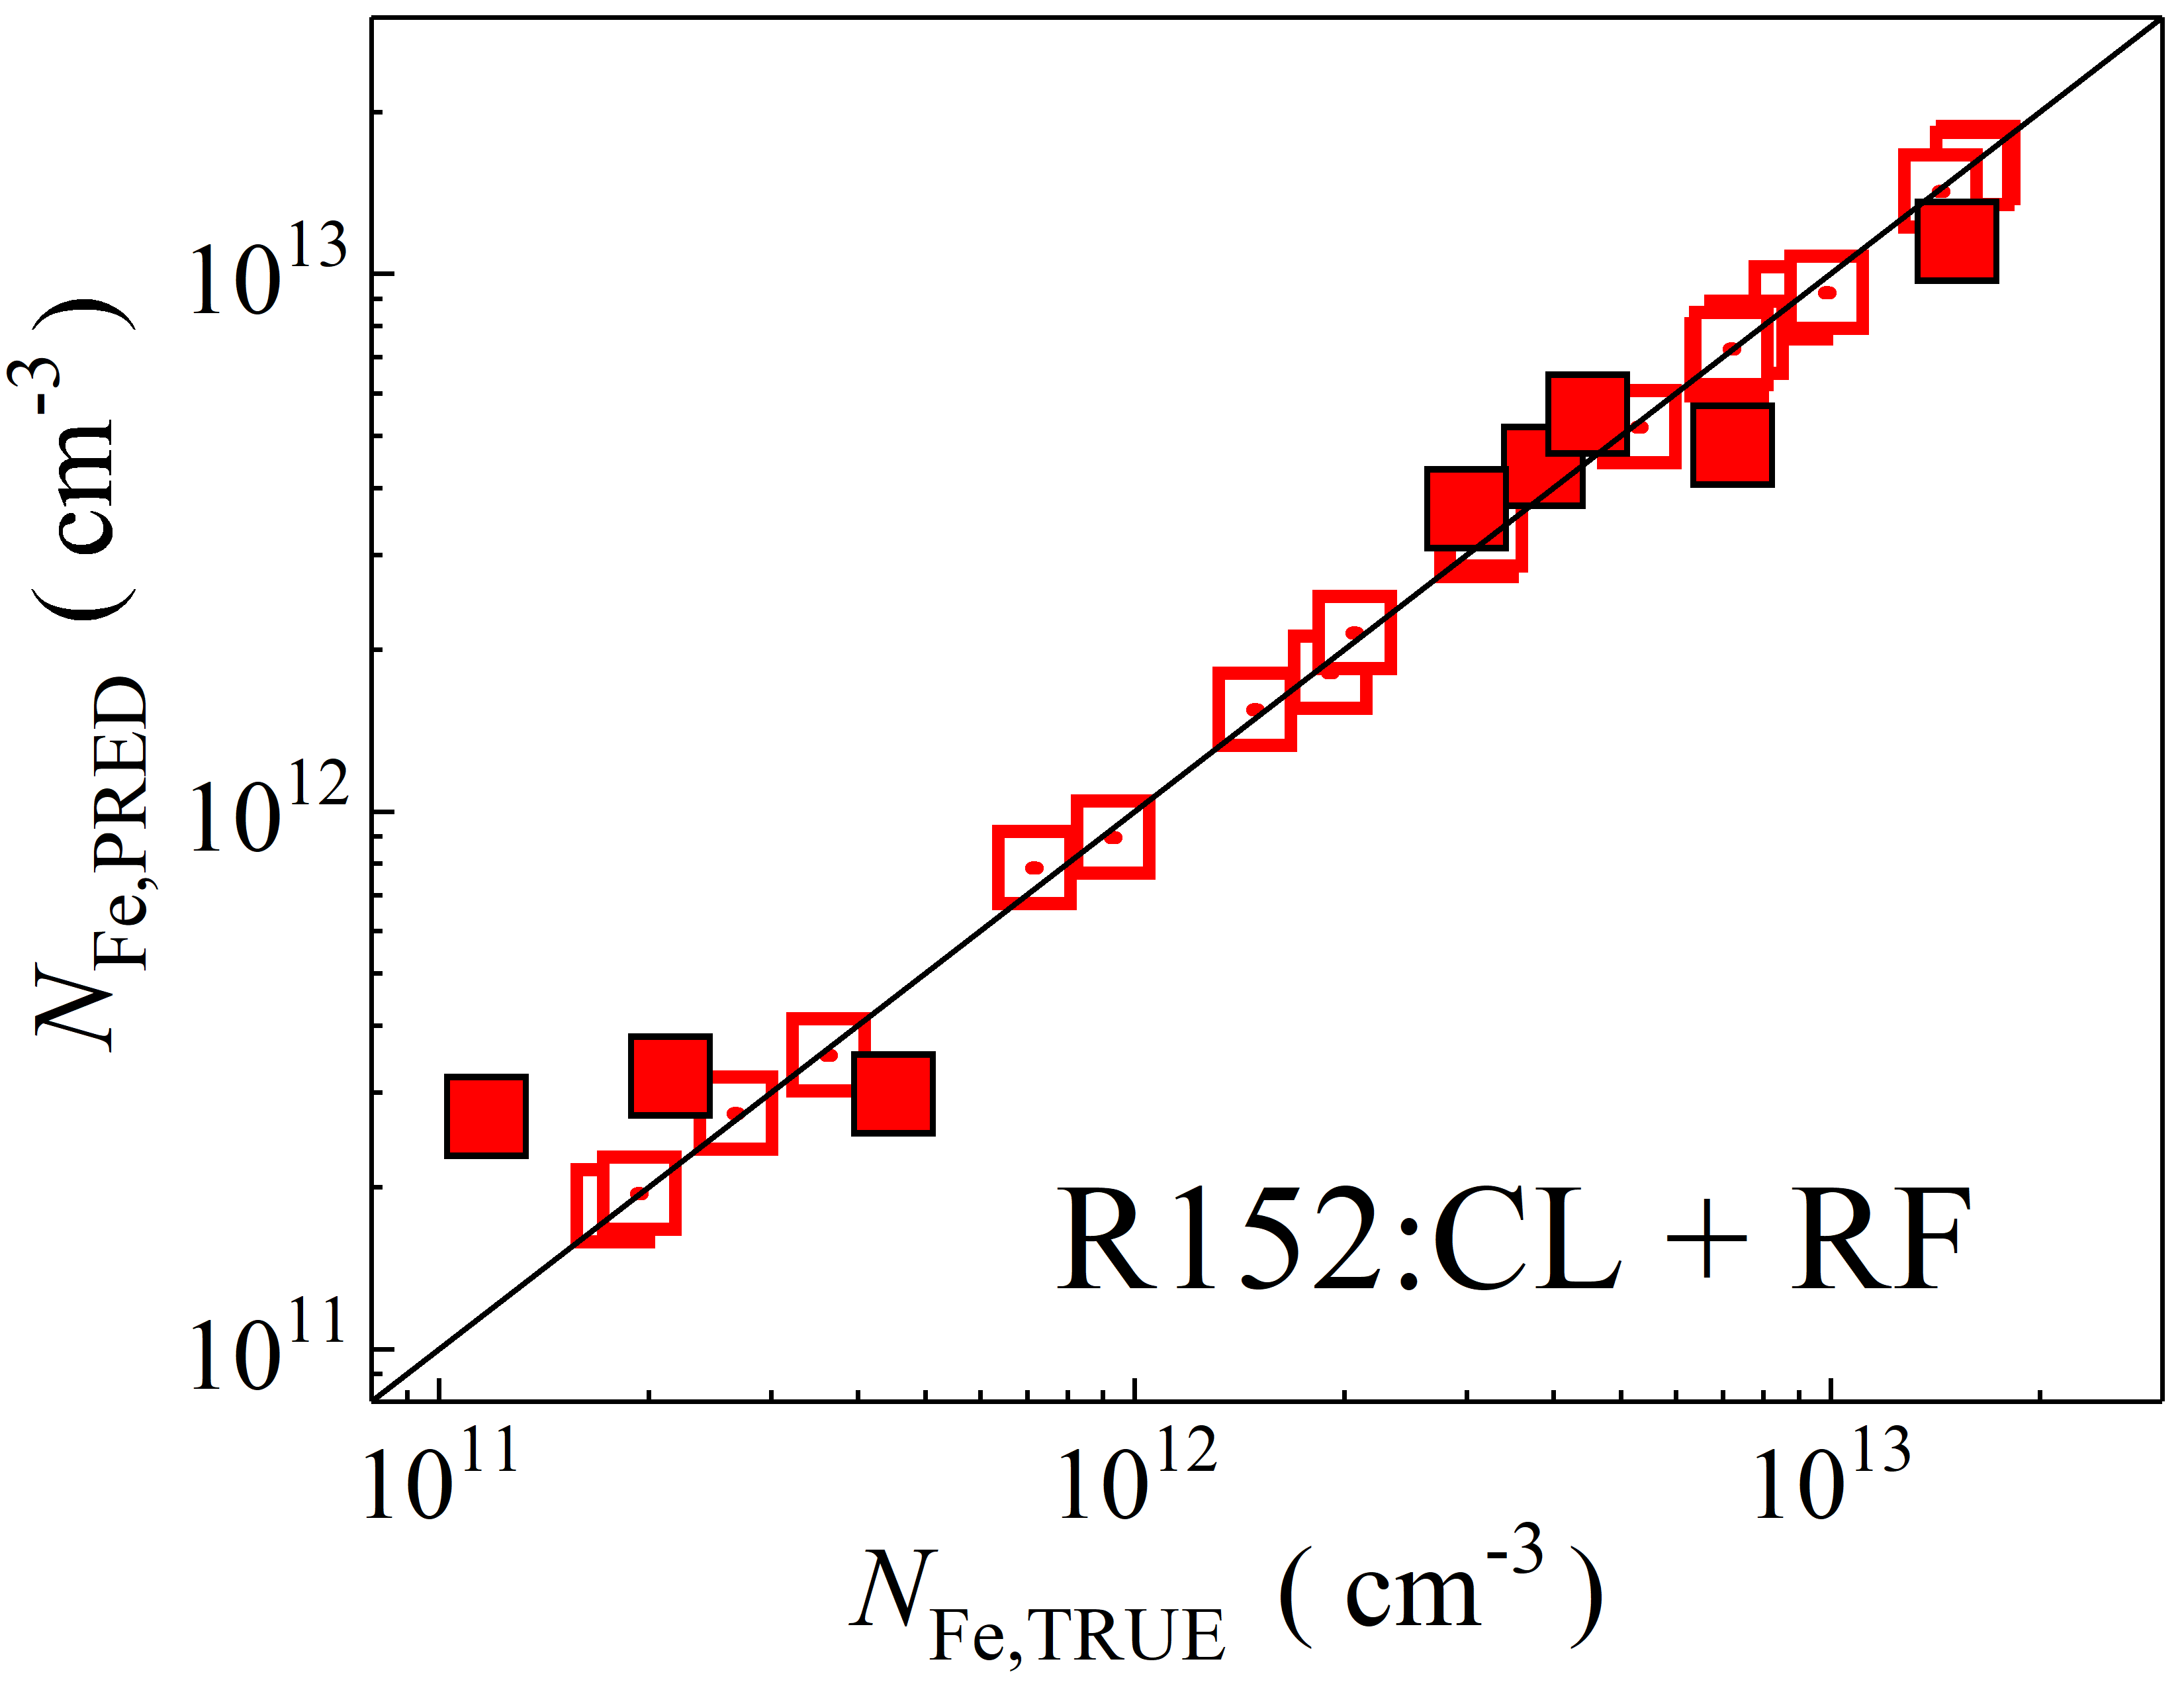 N_Fe,PRED ( cm^-3 )
10^13
10^12
10^11
R152:CL + RF
10^11 10^12 10^13
N_Fe,TRUE ( cm^-3 )